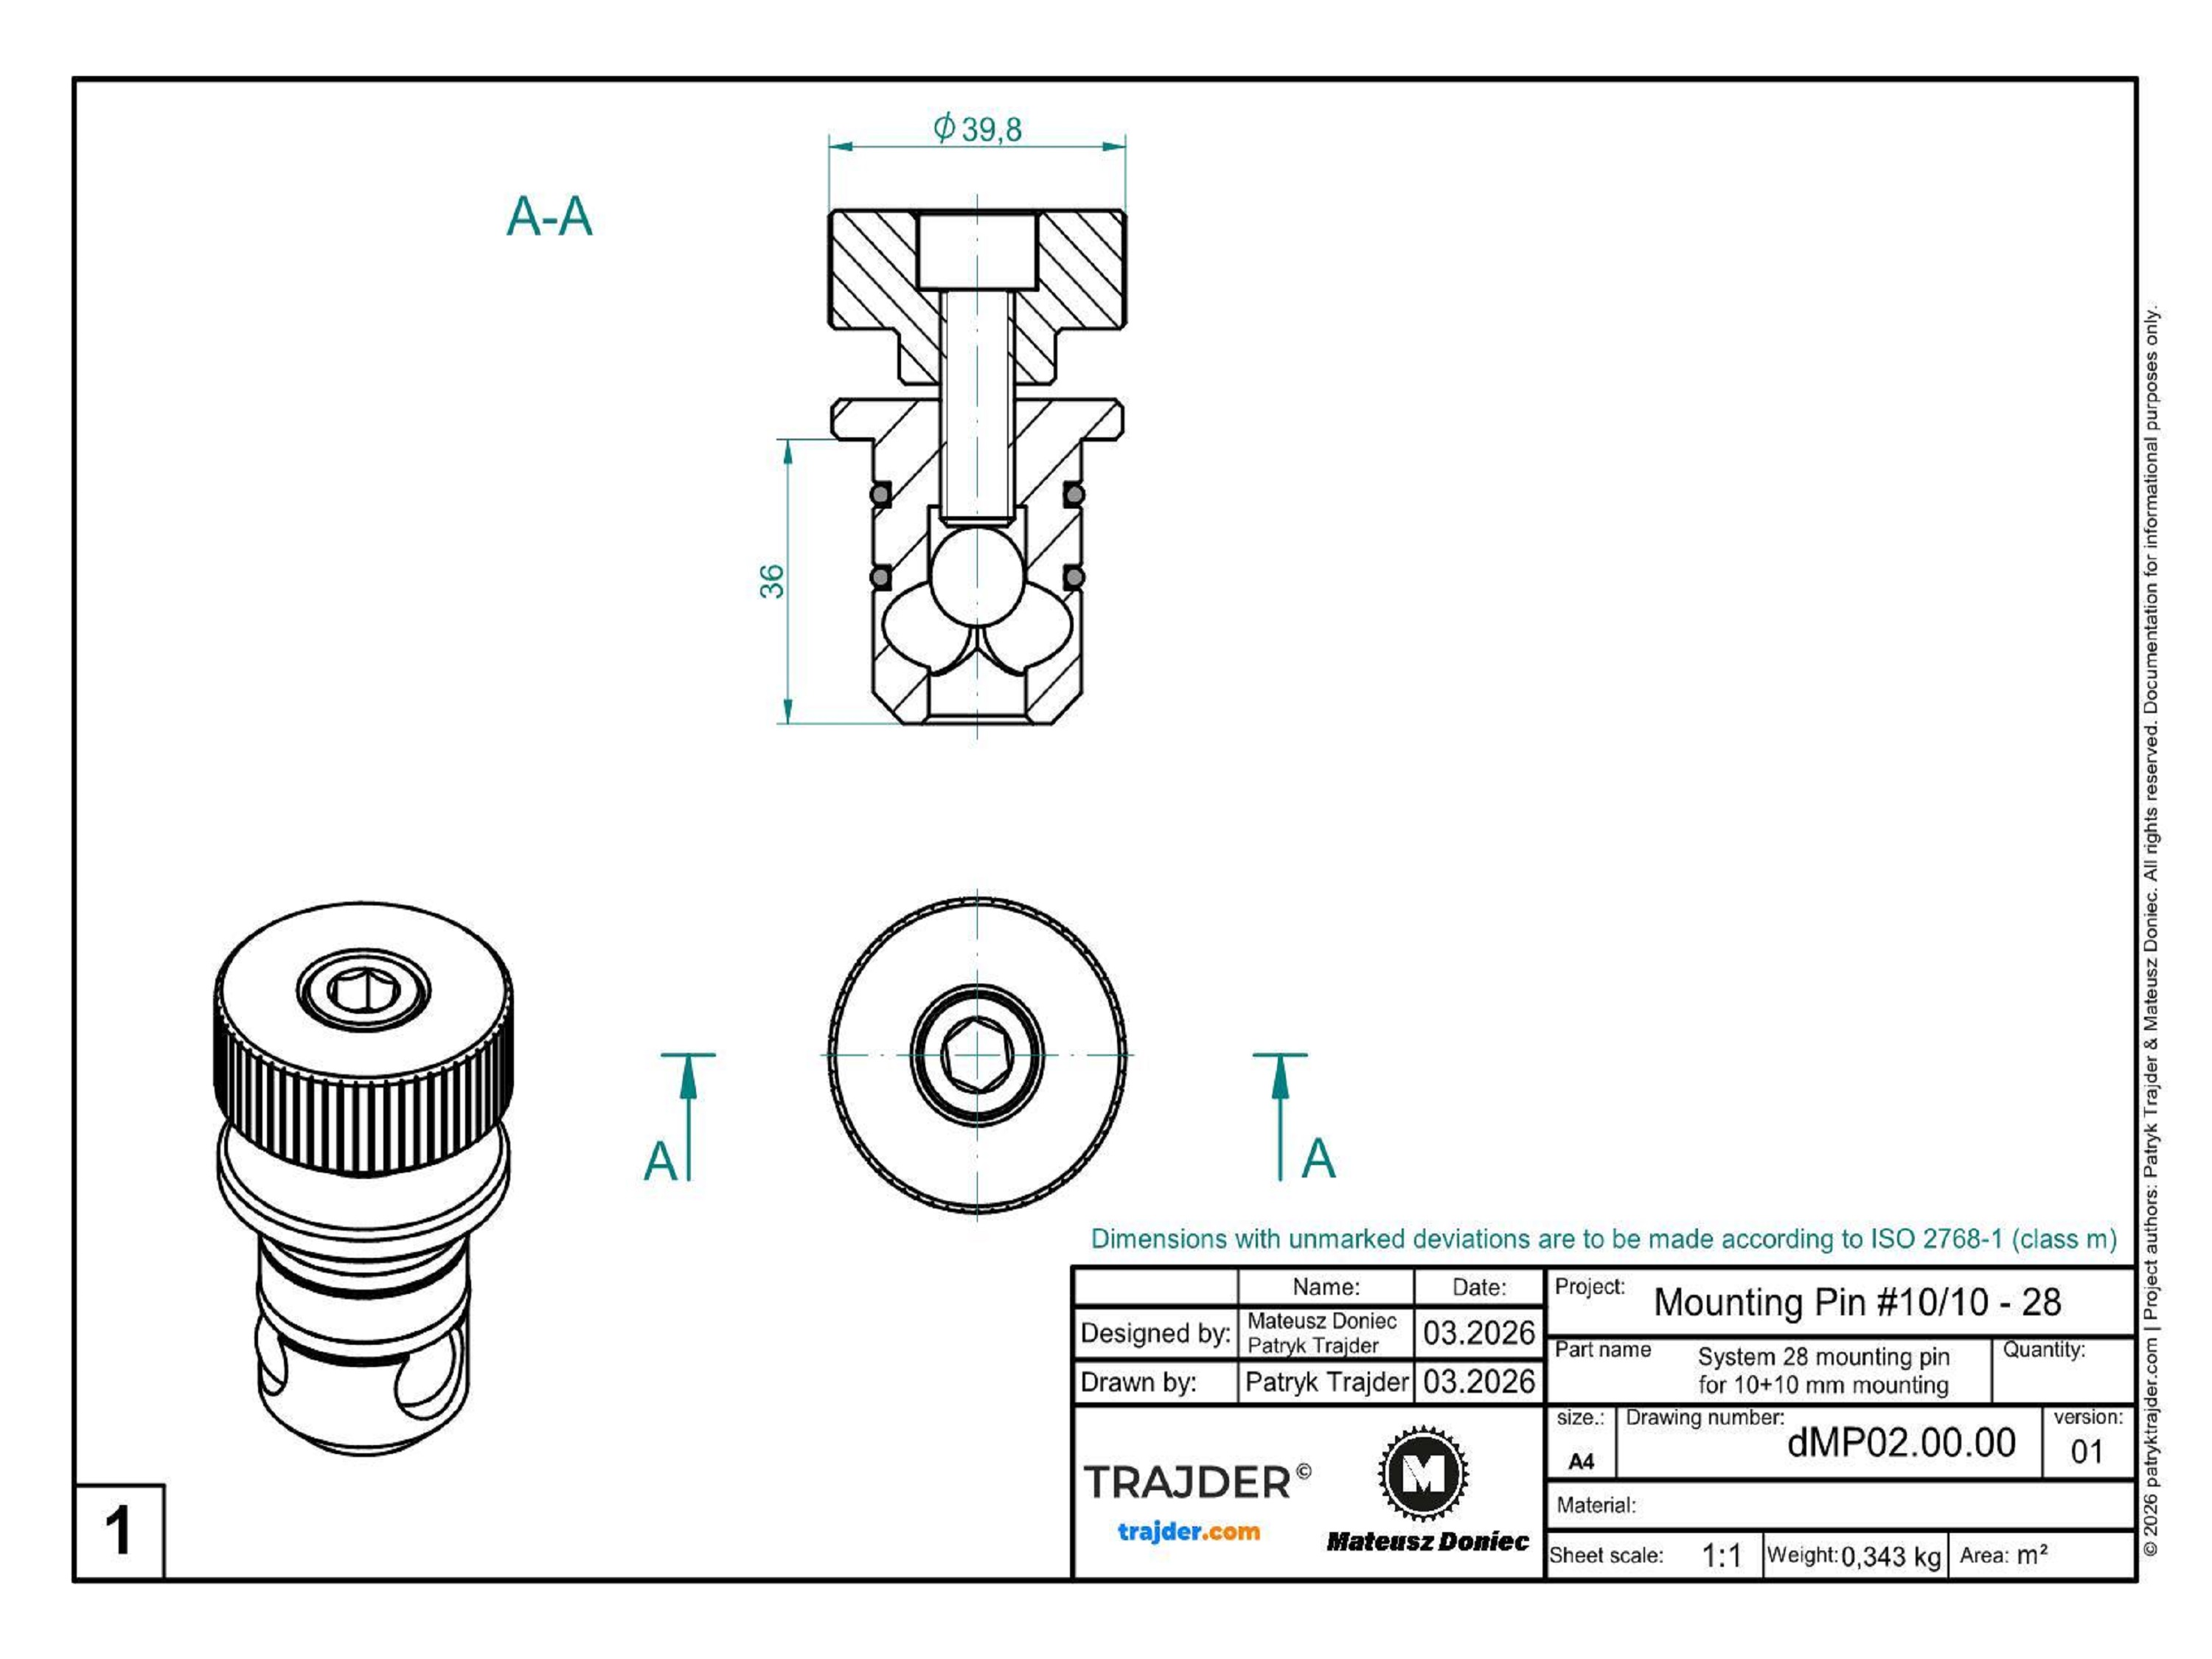 ⌀39,8
A-A
36
A
A
Dimensions with unmarked deviations are to be made according to ISO 2768-1 (class m)
Name:
Date:
Designed by:
Mateusz Doniec
Patryk Trajder
03.2026
Drawn by:
Patryk Trajder
03.2026
Project:
Mounting Pin #10/10 - 28
Part name
System 28 mounting pin
for 10+10 mm mounting
Quantity:
size.:
A4
Drawing number:
dMP02.00.00
version:
01
Material:
Sheet scale:
1:1
Weight: 0,343 kg
Area: m²
TRAJDER©
trajder.com
M
Mateusz Doniec
1
© 2026 patryktrajder.com | Project authors: Patryk Trajder & Mateusz Doniec. All rights reserved. Documentation for informational purposes only.